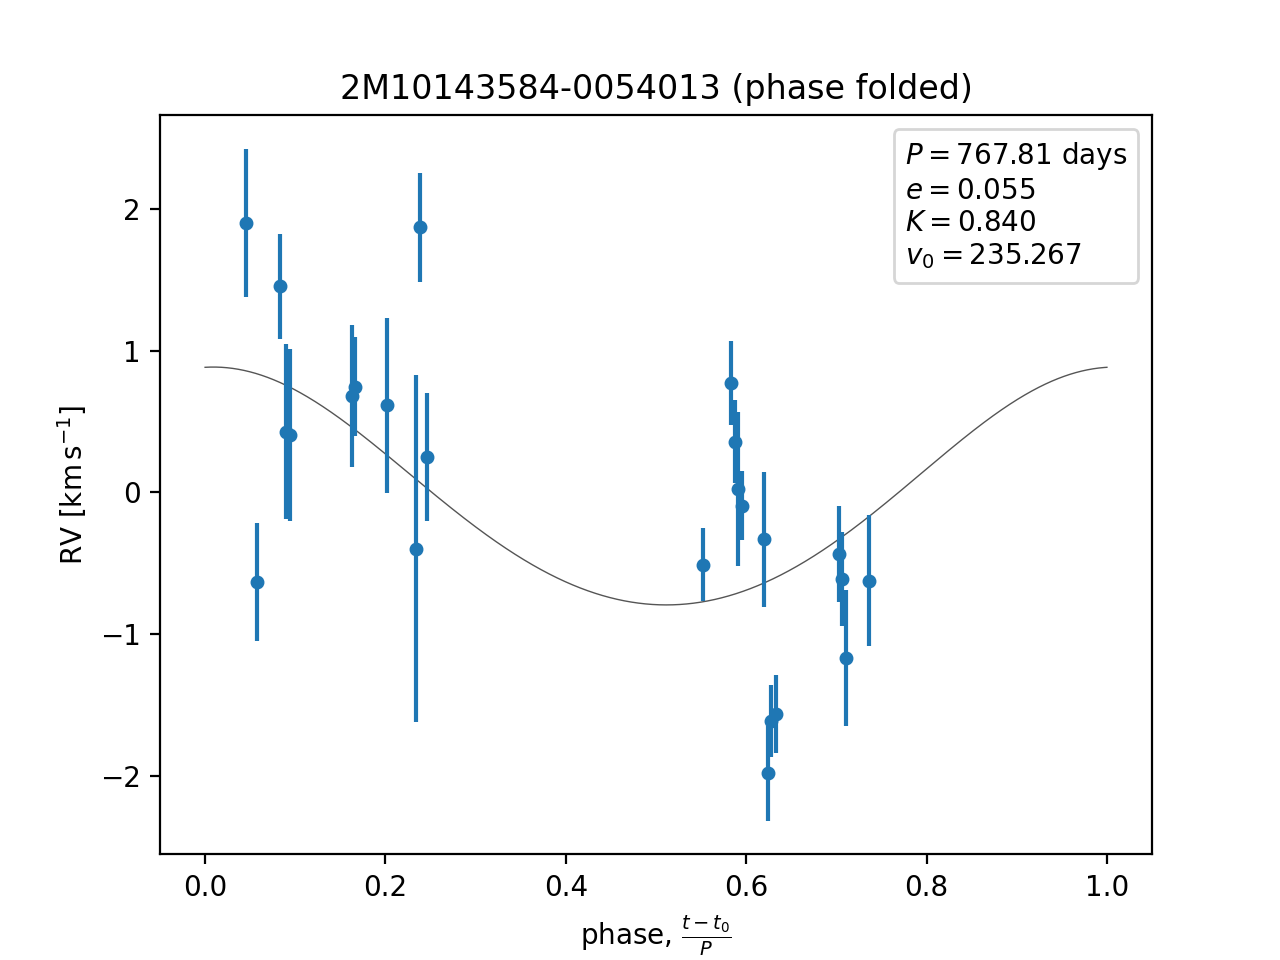 2M10143584-0054013 (phase folded)
P = 767.81 days
e = 0.055
K = 0.840
v₀ = 235.267
RV [km s⁻¹]
2
1
0
−1
−2
0.0 0.2 0.4 0.6 0.8 1.0
phase, (t − t₀)/P